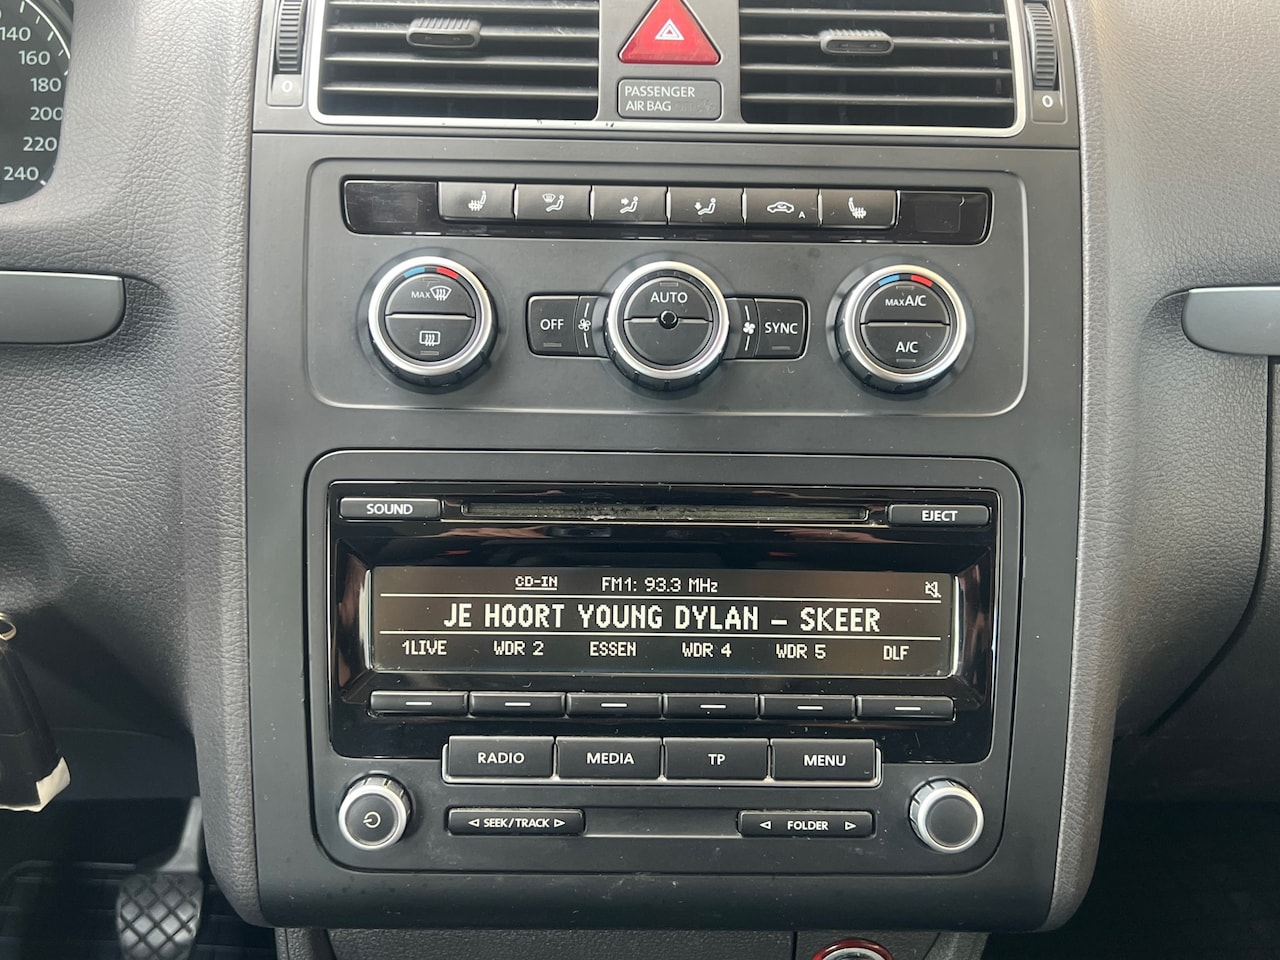 140
160
180
200
220
240
0
0
PASSENGER
AIR BAG
A
MAX
AUTO
OFF
SYNC
MAX A/C
A/C
SOUND
EJECT
CD-IN FM1: 93.3 MHz
JE HOORT YOUNG DYLAN - SKEER
1LIVE WDR 2 ESSEN WDR 4 WDR 5 DLF
RADIO MEDIA TP MENU
SEEK/TRACK FOLDER